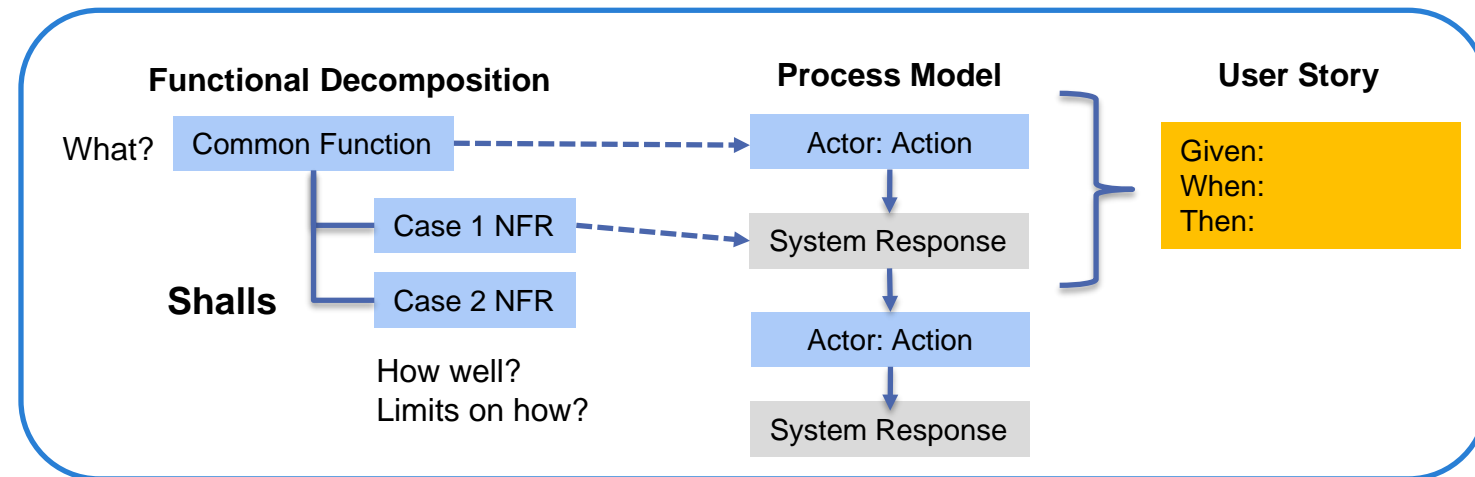 Functional Decomposition
What?
Common Function
Case 1 NFR
Shalls
Case 2 NFR
How well?
Limits on how?
Process Model
Actor: Action
System Response
Actor: Action
System Response
User Story
Given:
When:
Then: